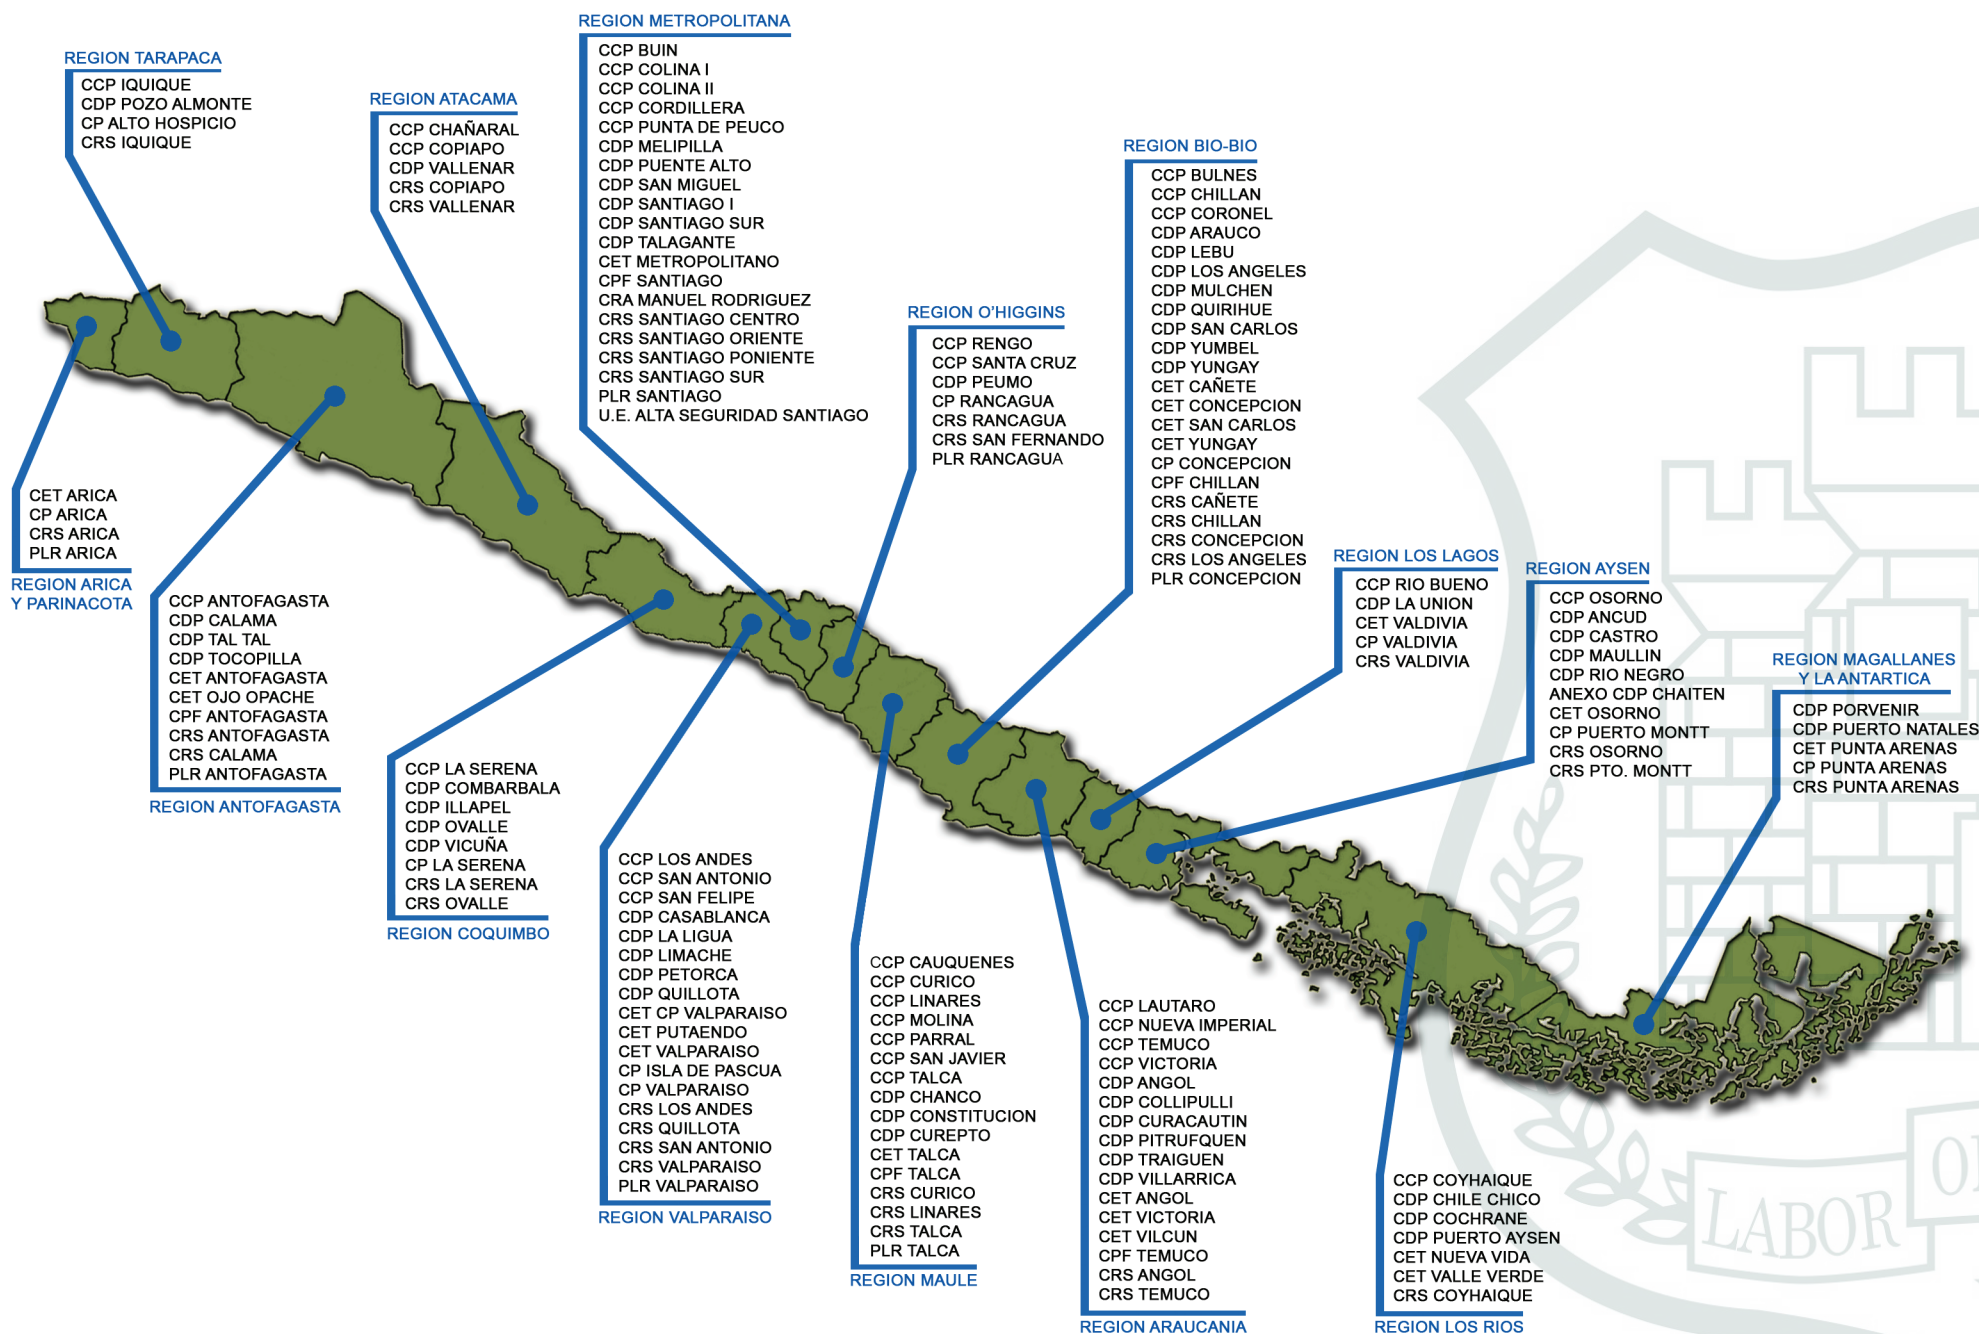 REGION METROPOLITANA
CCP BUIN
CCP COLINA I
CCP COLINA II
CCP CORDILLERA
CCP PUNTA DE PEUCO
CDP MELIPILLA
CDP PUENTE ALTO
CDP SAN MIGUEL
CDP SANTIAGO I
CDP SANTIAGO SUR
CDP TALAGANTE
CET METROPOLITANO
CPF SANTIAGO
CRA MANUEL RODRIGUEZ
CRS SANTIAGO CENTRO
CRS SANTIAGO ORIENTE
CRS SANTIAGO PONIENTE
CRS SANTIAGO SUR
PLR SANTIAGO
U.E. ALTA SEGURIDAD SANTIAGO
REGION TARAPACA
CCP IQUIQUE
CDP POZO ALMONTE
CP ALTO HOSPICIO
CRS IQUIQUE
REGION ATACAMA
CCP CHAÑARAL
CCP COPIAPO
CDP VALLENAR
CRS COPIAPO
CRS VALLENAR
REGION BIO-BIO
CCP BULNES
CCP CHILLAN
CCP CORONEL
CDP ARAUCO
CDP LEBU
CDP LOS ANGELES
CDP MULCHEN
CDP QUIRIHUE
CDP SAN CARLOS
CDP YUMBEL
CDP YUNGAY
CET CAÑETE
CET CONCEPCION
CET SAN CARLOS
CET YUNGAY
CP CONCEPCION
CPF CHILLAN
CRS CAÑETE
CRS CHILLAN
CRS CONCEPCION
CRS LOS ANGELES
PLR CONCEPCION
REGION O'HIGGINS
CCP RENGO
CCP SANTA CRUZ
CDP PEUMO
CP RANCAGUA
CRS RANCAGUA
CRS SAN FERNANDO
PLR RANCAGUA
CET ARICA
CP ARICA
CRS ARICA
PLR ARICA
REGION ARICA
Y PARINACOTA
CCP ANTOFAGASTA
CDP CALAMA
CDP TAL TAL
CDP TOCOPILLA
CET ANTOFAGASTA
CET OJO OPACHE
CPF ANTOFAGASTA
CRS ANTOFAGASTA
CRS CALAMA
PLR ANTOFAGASTA
REGION ANTOFAGASTA
REGION LOS LAGOS
CCP RIO BUENO
CDP LA UNION
CET VALDIVIA
CP VALDIVIA
CRS VALDIVIA
REGION AYSEN
CCP OSORNO
CDP ANCUD
CDP CASTRO
CDP MAULLIN
CDP RIO NEGRO
ANEXO CDP CHAITEN
CET OSORNO
CP PUERTO MONTT
CRS OSORNO
CRS PTO. MONTT
REGION MAGALLANES
Y LA ANTARTICA
CDP PORVENIR
CDP PUERTO NATALES
CET PUNTA ARENAS
CP PUNTA ARENAS
CRS PUNTA ARENAS
CCP LA SERENA
CDP COMBARBALA
CDP ILLAPEL
CDP OVALLE
CDP VICUÑA
CP LA SERENA
CRS LA SERENA
CRS OVALLE
REGION COQUIMBO
CCP LOS ANDES
CCP SAN ANTONIO
CCP SAN FELIPE
CDP CASABLANCA
CDP LA LIGUA
CDP LIMACHE
CDP PETORCA
CDP QUILLOTA
CET CP VALPARAISO
CET PUTAENDO
CET VALPARAISO
CP ISLA DE PASCUA
CP VALPARAISO
CRS LOS ANDES
CRS QUILLOTA
CRS SAN ANTONIO
CRS VALPARAISO
PLR VALPARAISO
REGION VALPARAISO
CCP CAUQUENES
CCP CURICO
CCP LINARES
CCP MOLINA
CCP PARRAL
CCP SAN JAVIER
CCP TALCA
CDP CHANCO
CDP CONSTITUCION
CDP CUREPTO
CET TALCA
CPF TALCA
CRS CURICO
CRS LINARES
CRS TALCA
PLR TALCA
REGION MAULE
CCP LAUTARO
CCP NUEVA IMPERIAL
CCP TEMUCO
CCP VICTORIA
CDP ANGOL
CDP COLLIPULLI
CDP CURACAUTIN
CDP PITRUFQUEN
CDP TRAIGUEN
CDP VILLARRICA
CET ANGOL
CET VICTORIA
CET VILCUN
CPF TEMUCO
CRS ANGOL
CRS TEMUCO
REGION ARAUCANIA
CCP COYHAIQUE
CDP CHILE CHICO
CDP COCHRANE
CDP PUERTO AYSEN
CET NUEVA VIDA
CET VALLE VERDE
CRS COYHAIQUE
REGION LOS RIOS
LABOR